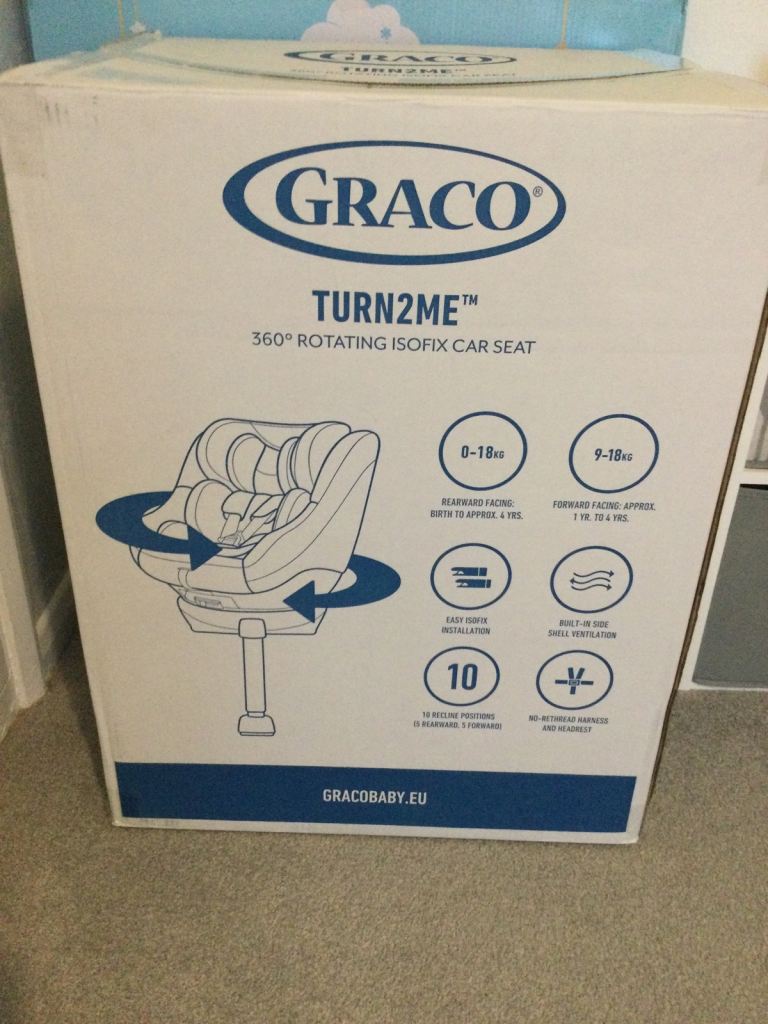 GRACO
TURN2ME™
GRACO®
TURN2ME™
360° ROTATING ISOFIX CAR SEAT
0-18KG
REARWARD FACING:
BIRTH TO APPROX. 4 YRS.
9-18KG
FORWARD FACING: APPROX.
1 YR. TO 4 YRS.
EASY ISOFIX
INSTALLATION
BUILT-IN SIDE
SHELL VENTILATION
10
10 RECLINE POSITIONS
(5 REARWARD, 5 FORWARD)
NO-RETHREAD HARNESS
AND HEADREST
GRACOBABY.EU